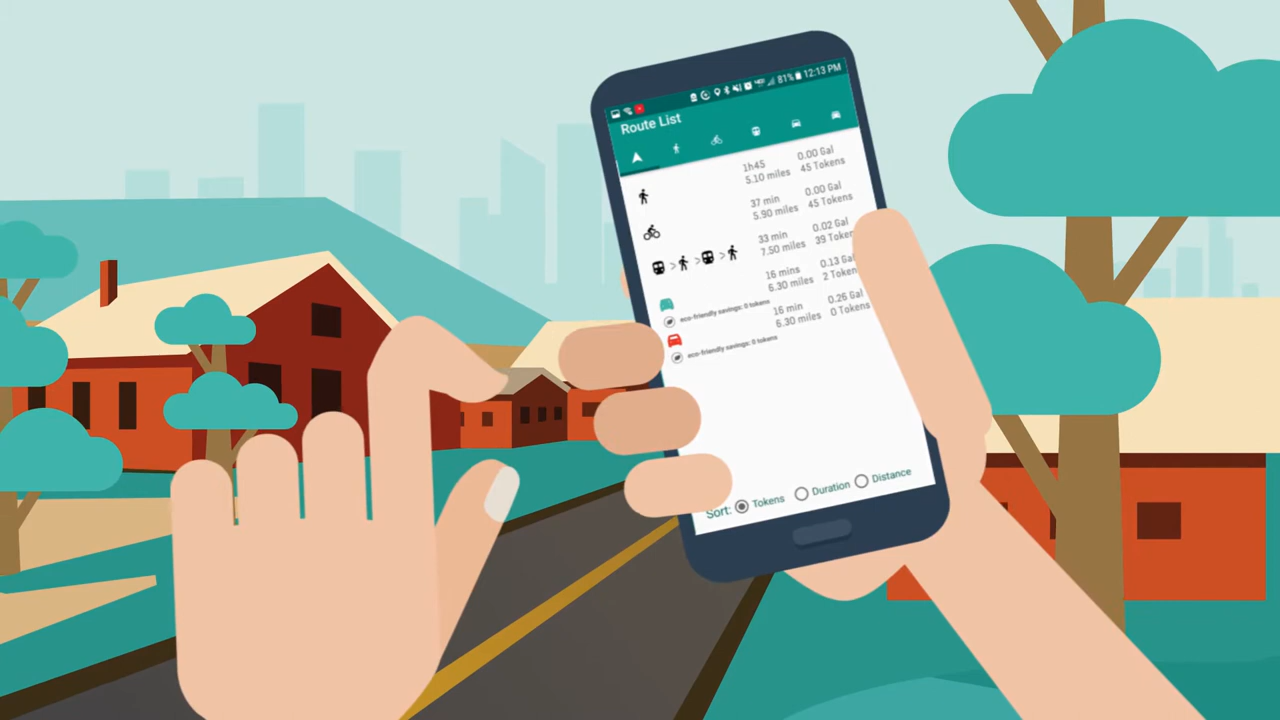 81% 12:13 PM
Route List
1h45 0.00 Gal
5.10 miles 45 Tokens
37 min 0.00 Gal
5.90 miles 45 Tokens
33 min 0.02 Gal
> > > 7.50 miles 39 Token
16 mins 0.13 Gal
6.30 miles 2 Token
eco-friendly savings: 0 tokens
16 min 0.26 Gal
6.30 miles 0 Tokens
eco-friendly savings: 0 tokens
Sort: Tokens Duration Distance